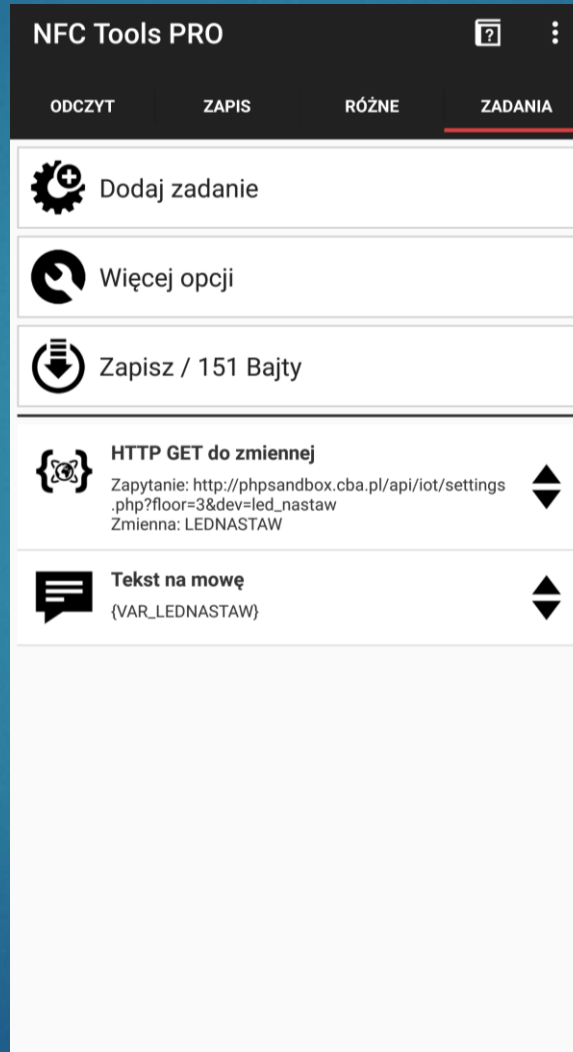 NFC Tools PRO
ODCZYT ZAPIS RÓŻNE ZADANIA
Dodaj zadanie
Więcej opcji
Zapisz / 151 Bajty
HTTP GET do zmiennej
Zapytanie: http://phpsandbox.cba.pl/api/iot/settings
.php?floor=3&dev=led_nastaw
Zmienna: LEDNASTAW
Tekst na mowę
{VAR_LEDNASTAW}